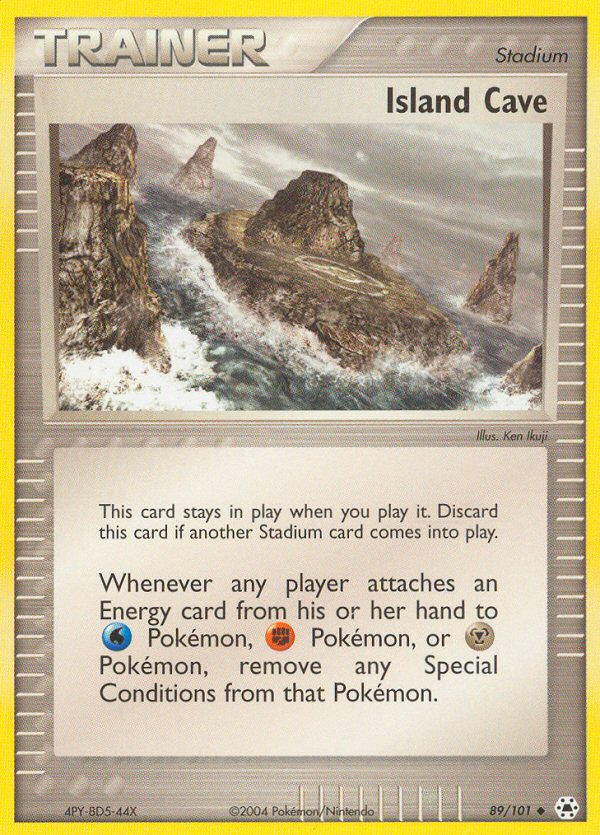 TRAINER
Stadium
Island Cave
Illus. Ken Ikuji
This card stays in play when you play it. Discard
this card if another Stadium card comes into play.
Whenever any player attaches an
Energy card from his or her hand to
Pokémon, Pokémon, or
Pokémon, remove any Special
Conditions from that Pokémon.
4PY-8D5-44X
©2004 Pokémon/Nintendo
89/101 ◆